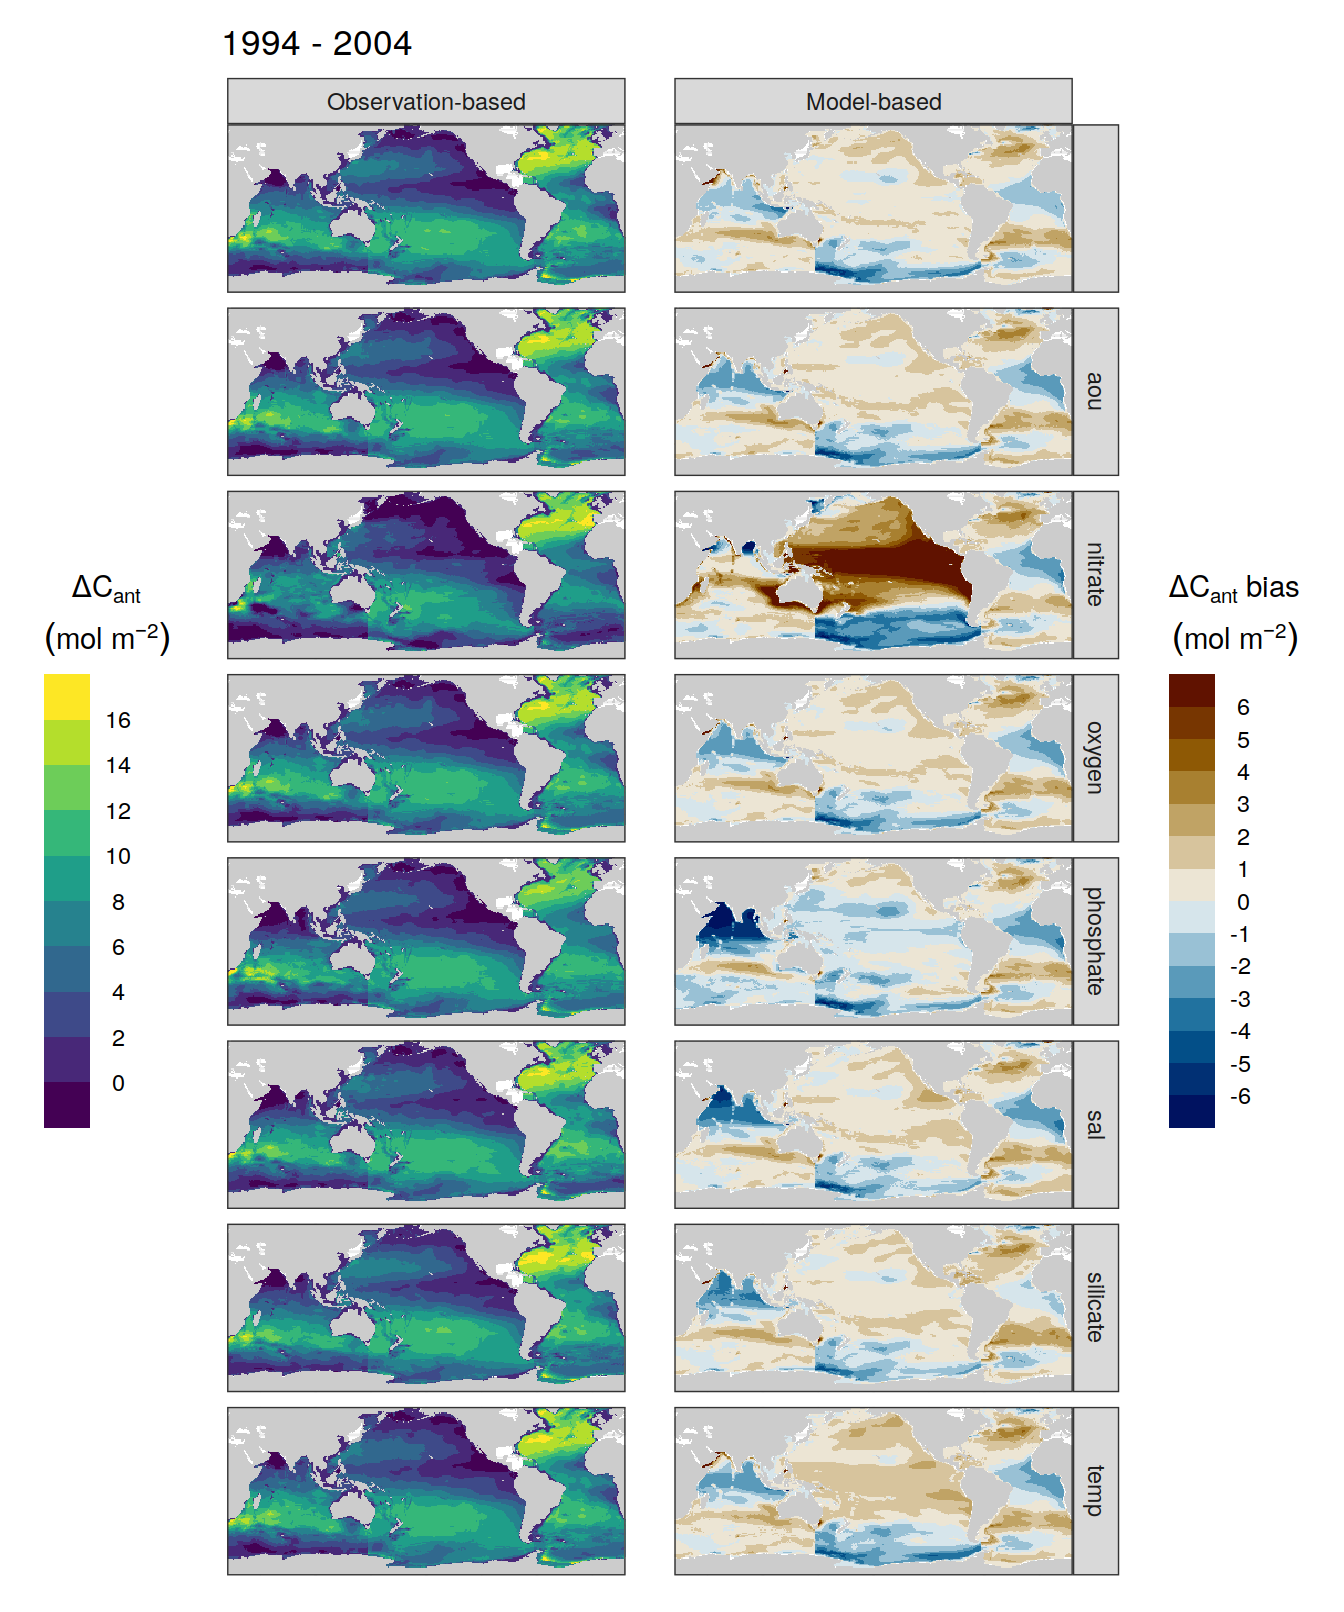 1994 - 2004
Observation-based
Model-based
aou
nitrate
oxygen
phosphate
sal
silicate
temp
ΔCant
(mol m−2)
16
14
12
10
8
6
4
2
0
ΔCant bias
(mol m−2)
6
5
4
3
2
1
0
-1
-2
-3
-4
-5
-6